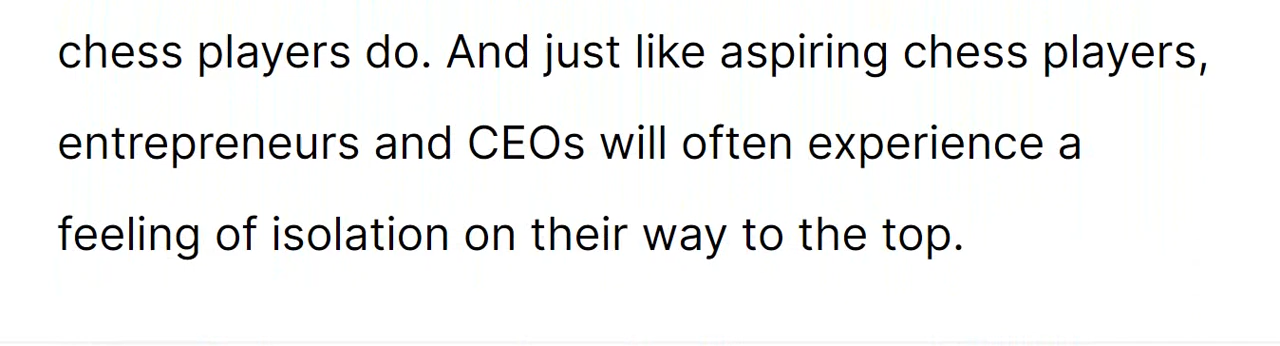 chess players do. And just like aspiring chess players,
entrepreneurs and CEOs will often experience a
feeling of isolation on their way to the top.